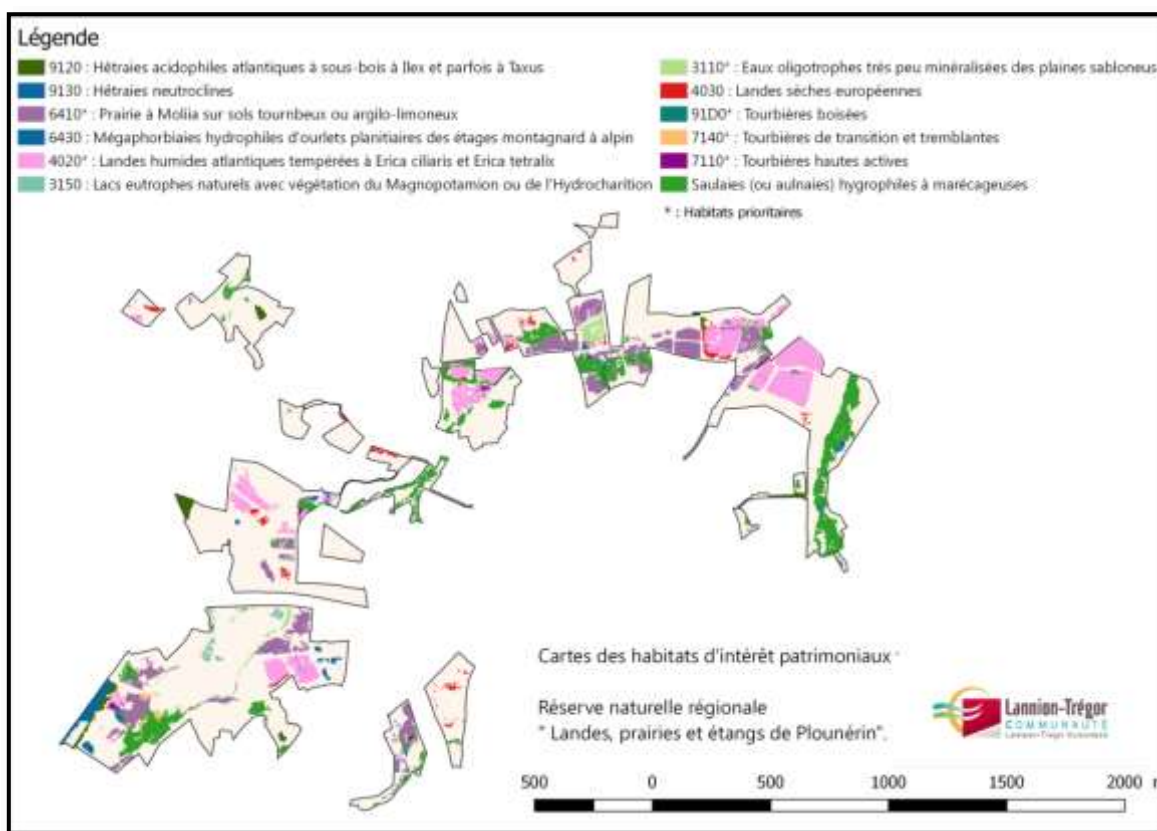 Légende
9120 : Hêtraies acidophiles atlantiques à sous-bois à Ilex et parfois à Taxus
9130 : Hêtraies neutroclines
6410* : Prairie à Moliia sur sols tournbeux ou argilo-limoneux
6430 : Mégaphorbiaies hydrophiles d'ourlets planitiaires des étages montagnard à alpin
4020* : Landes humides atlantiques tempérées à Erica ciliaris et Erica tetralix
3150 : Lacs eutrophes naturels avec végétation du Magnopotamion ou de l'Hydrocharition
3110* : Eaux oligotrophes trés peu minéralisées des plaines sabloneus
4030 : Landes sèches européennes
91D0* : Tourbières boisées
7140* : Tourbières de transition et tremblantes
7110* : Tourbières hautes actives
Saulaies (ou aulnaies) hygrophiles à marécageuses
* : Habitats prioritaires
Cartes des habitats d'intérêt patrimoniaux
Réserve naturelle régionale
" Landes, prairies et étangs de Plounérin".
Lannion-Trégor
COMMUNAUTÉ
500 0 500 1000 1500 2000